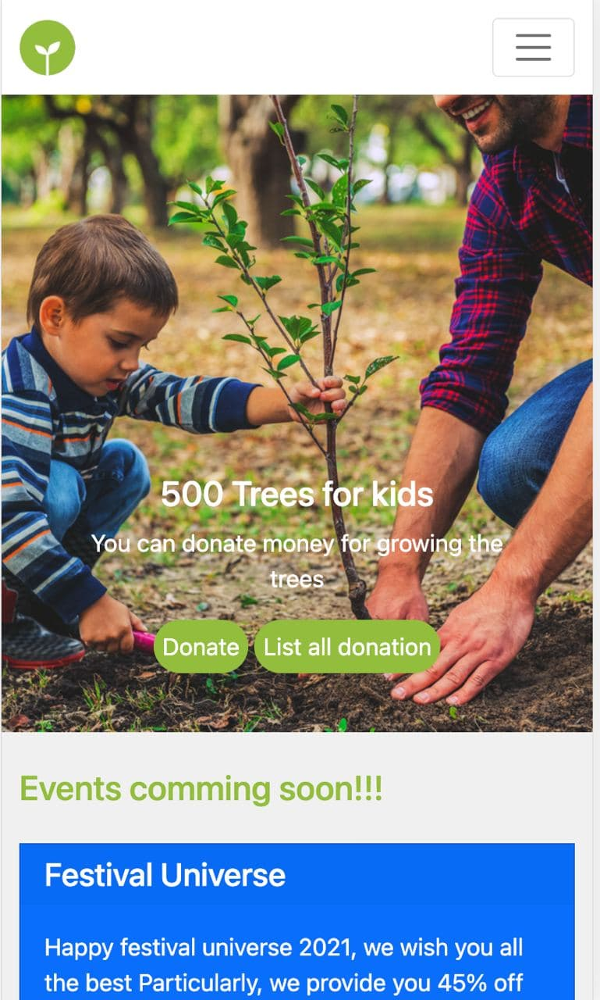 500 Trees for kids
You can donate money for growing the
trees
Donate List all donation
Events comming soon!!!
Festival Universe
Happy festival universe 2021, we wish you all
the best Particularly, we provide you 45% off